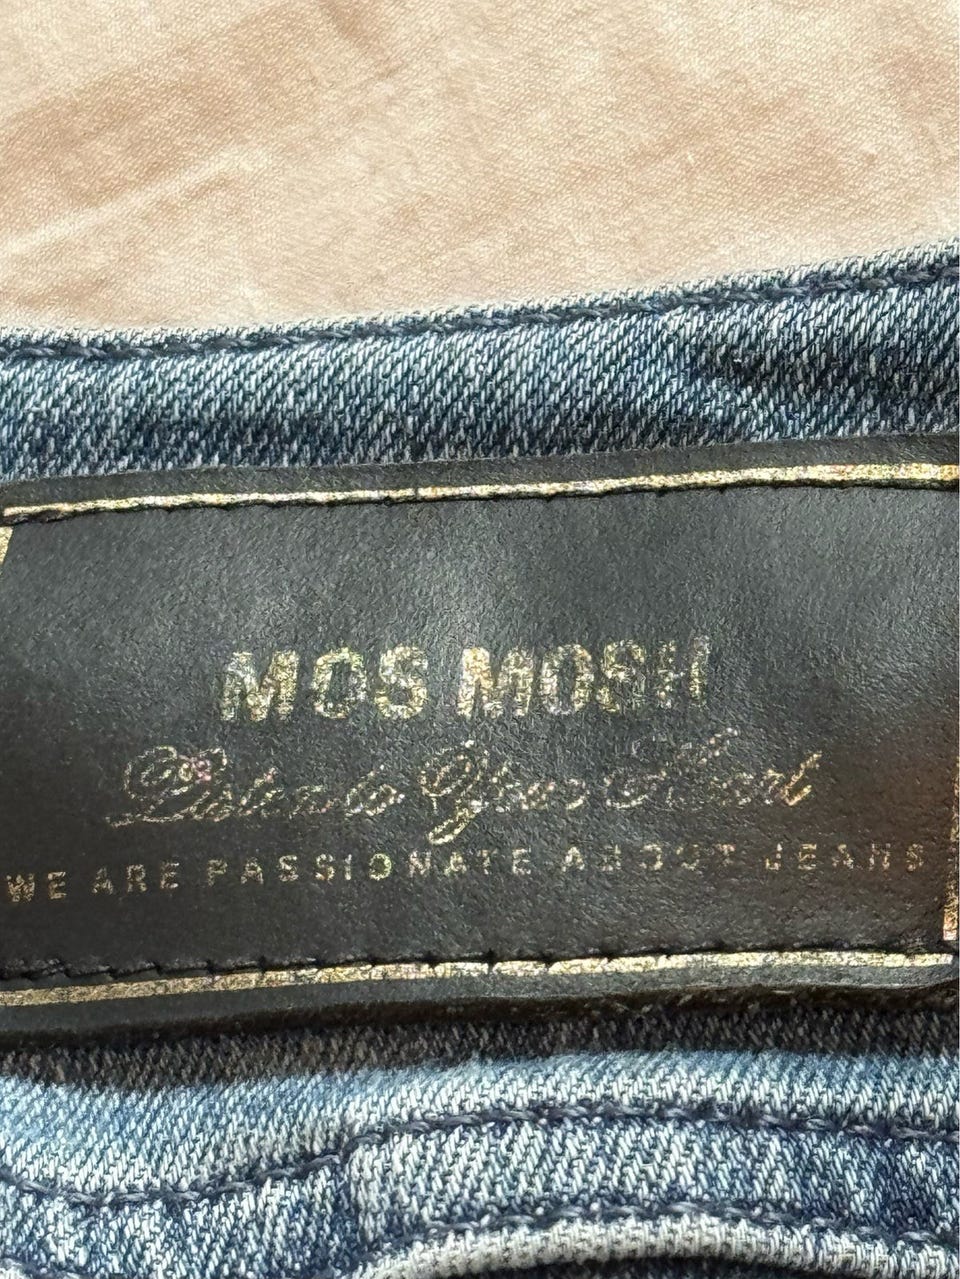 MOS MOSH
Listen to Your Heart
WE ARE PASSIONATE ABOUT JEANS